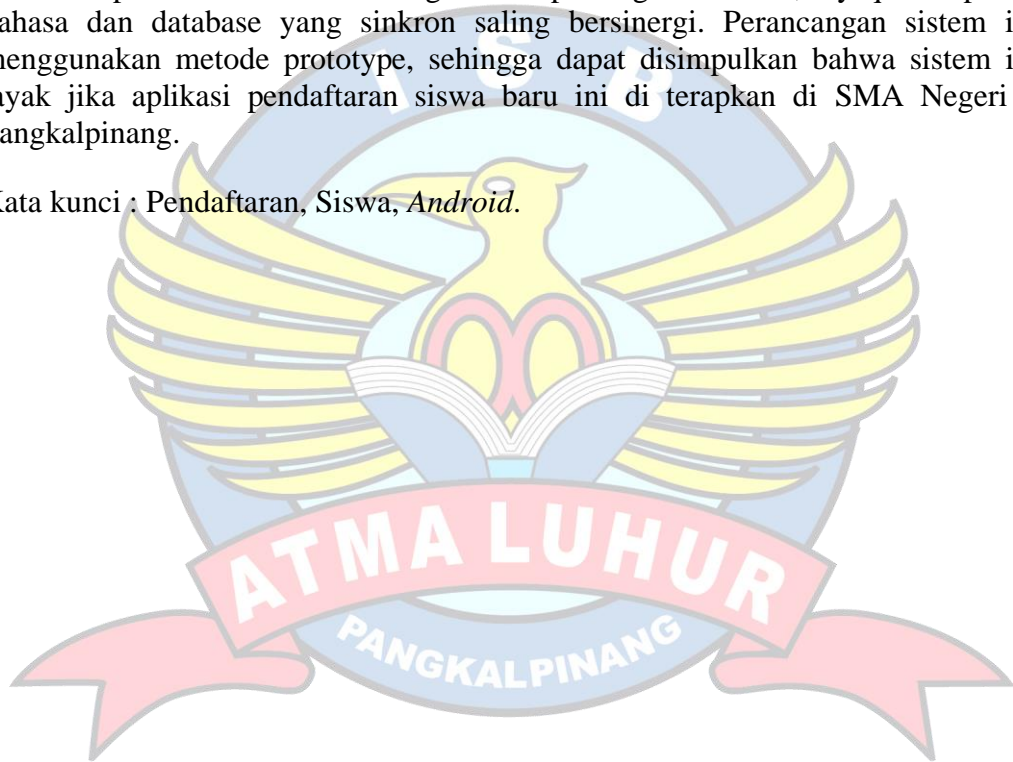 ahasa dan database yang sinkron saling bersinergi. Perancangan sistem i
menggunakan metode prototype, sehingga dapat disimpulkan bahwa sistem i
ayak jika aplikasi pendaftaran siswa baru ini di terapkan di SMA Negeri
angkalpinang.
Kata kunci : Pendaftaran, Siswa, Android.
I S B
ATMA LUHUR
PANGKALPINANG